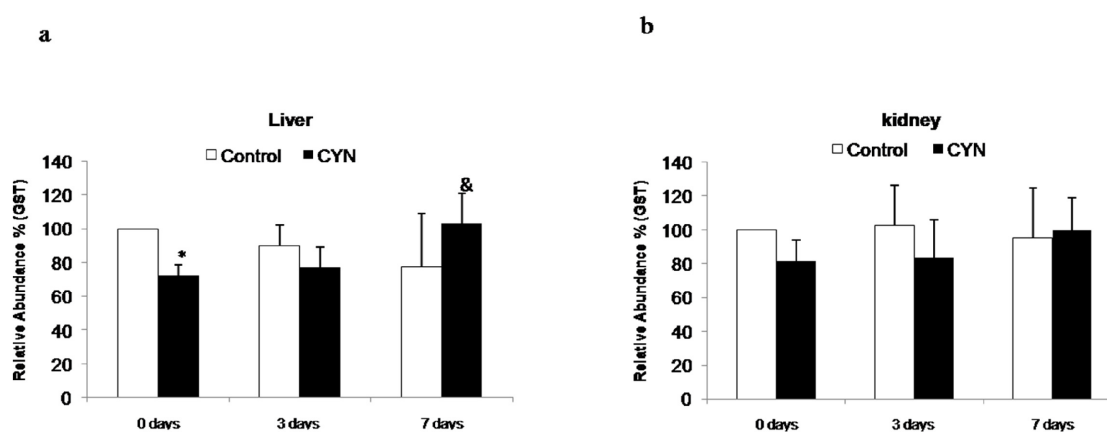 a
Liver
Control CYN
Relative Abundance % (GST)
140
120
100
80
60
40
20
0
*
&
0 days 3 days 7 days
b
kidney
Control CYN
Relative Abundance % (GST)
140
120
100
80
60
40
20
0
0 days 3 days 7 days